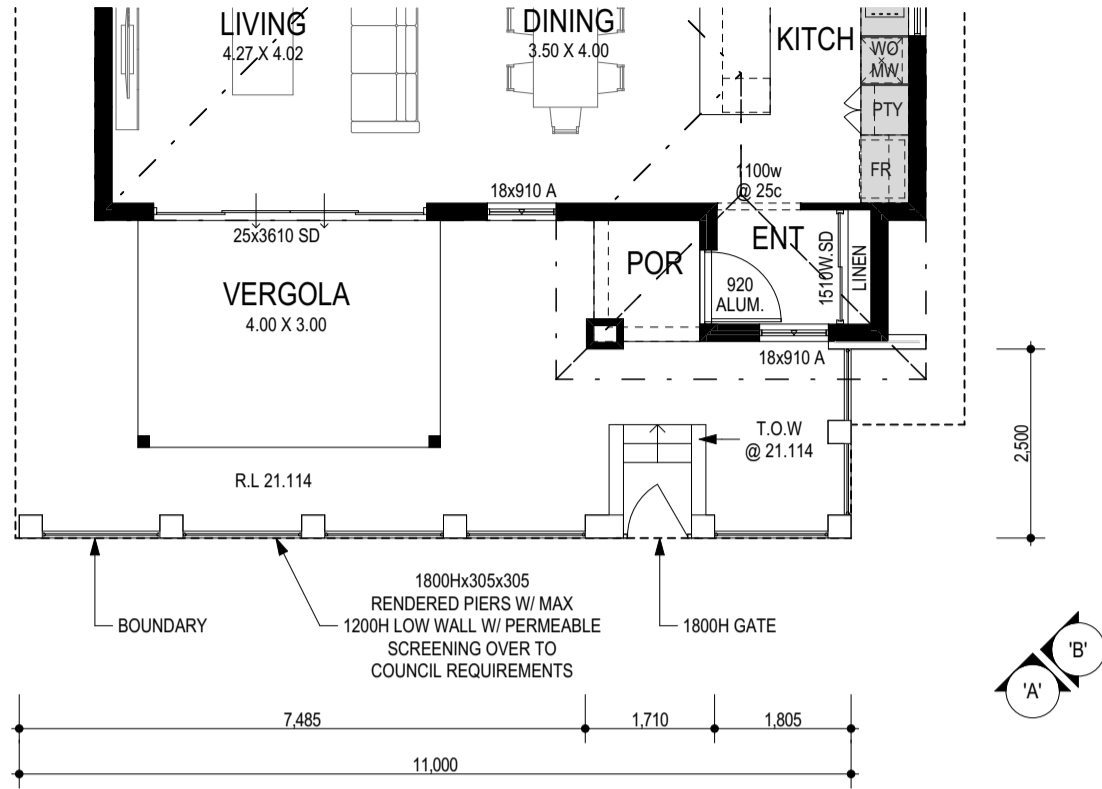 LIVING
4.27 X 4.02
DINING
3.50 X 4.00
KITCH
WO
MW
PTY
FR
18x910 A
1100w
@ 25c
25x3610 SD
POR
ENT
920
ALUM.
1510W.SD
LINEN
VERGOLA
4.00 X 3.00
18x910 A
T.O.W
@ 21.114
2,500
R.L 21.114
BOUNDARY
1800Hx305x305
RENDERED PIERS W/ MAX
1200H LOW WALL W/ PERMEABLE
SCREENING OVER TO
COUNCIL REQUIREMENTS
1800H GATE
'B'
'A'
7,485
1,710
1,805
11,000